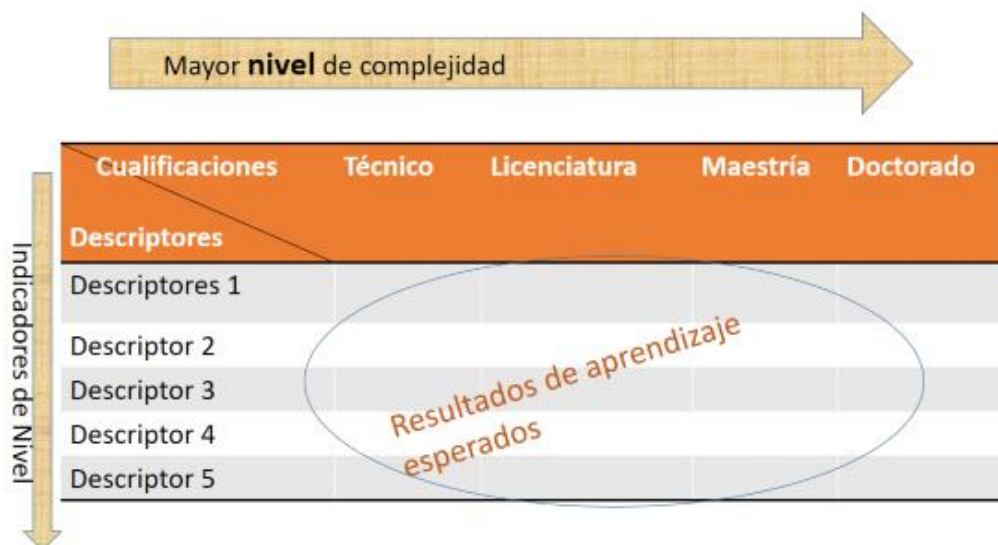 Mayor nivel de complejidad
Cualificaciones Técnico Licenciatura Maestría Doctorado
Descriptores
Indicadores de Nivel
Descriptores 1
Descriptor 2
Descriptor 3
Descriptor 4
Descriptor 5
Resultados de aprendizaje
esperados